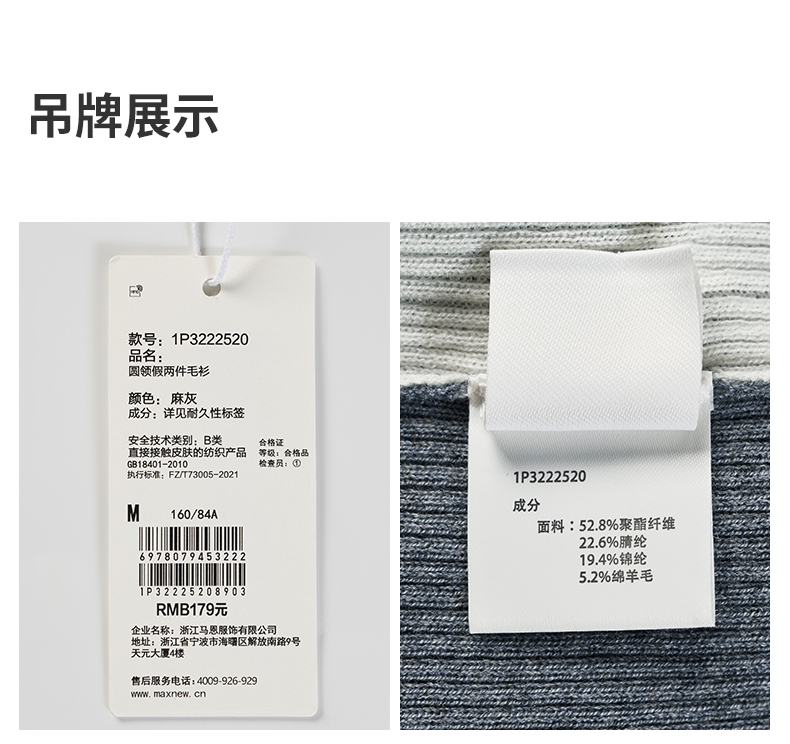 吊牌展示
款号：1P3222520
品名：
圆领假两件毛衫
颜色：麻灰
成分：详见耐久性标签
安全技术类别：B类
直接接触皮肤的纺织产品
GB18401-2010
执行标准：FZ/T73005-2021
合格证
等级：合格品
检查员：①
M 160/84A
6978079453222
1P32225208903
RMB179元
企业名称：浙江马恩服饰有限公司
地址：浙江省宁波市海曙区解放南路9号
天元大厦4楼
售后服务电话：4009-926-929
www.maxnew.cn
1P3222520
成分
面料：52.8%聚酯纤维
22.6%腈纶
19.4%锦纶
5.2%绵羊毛